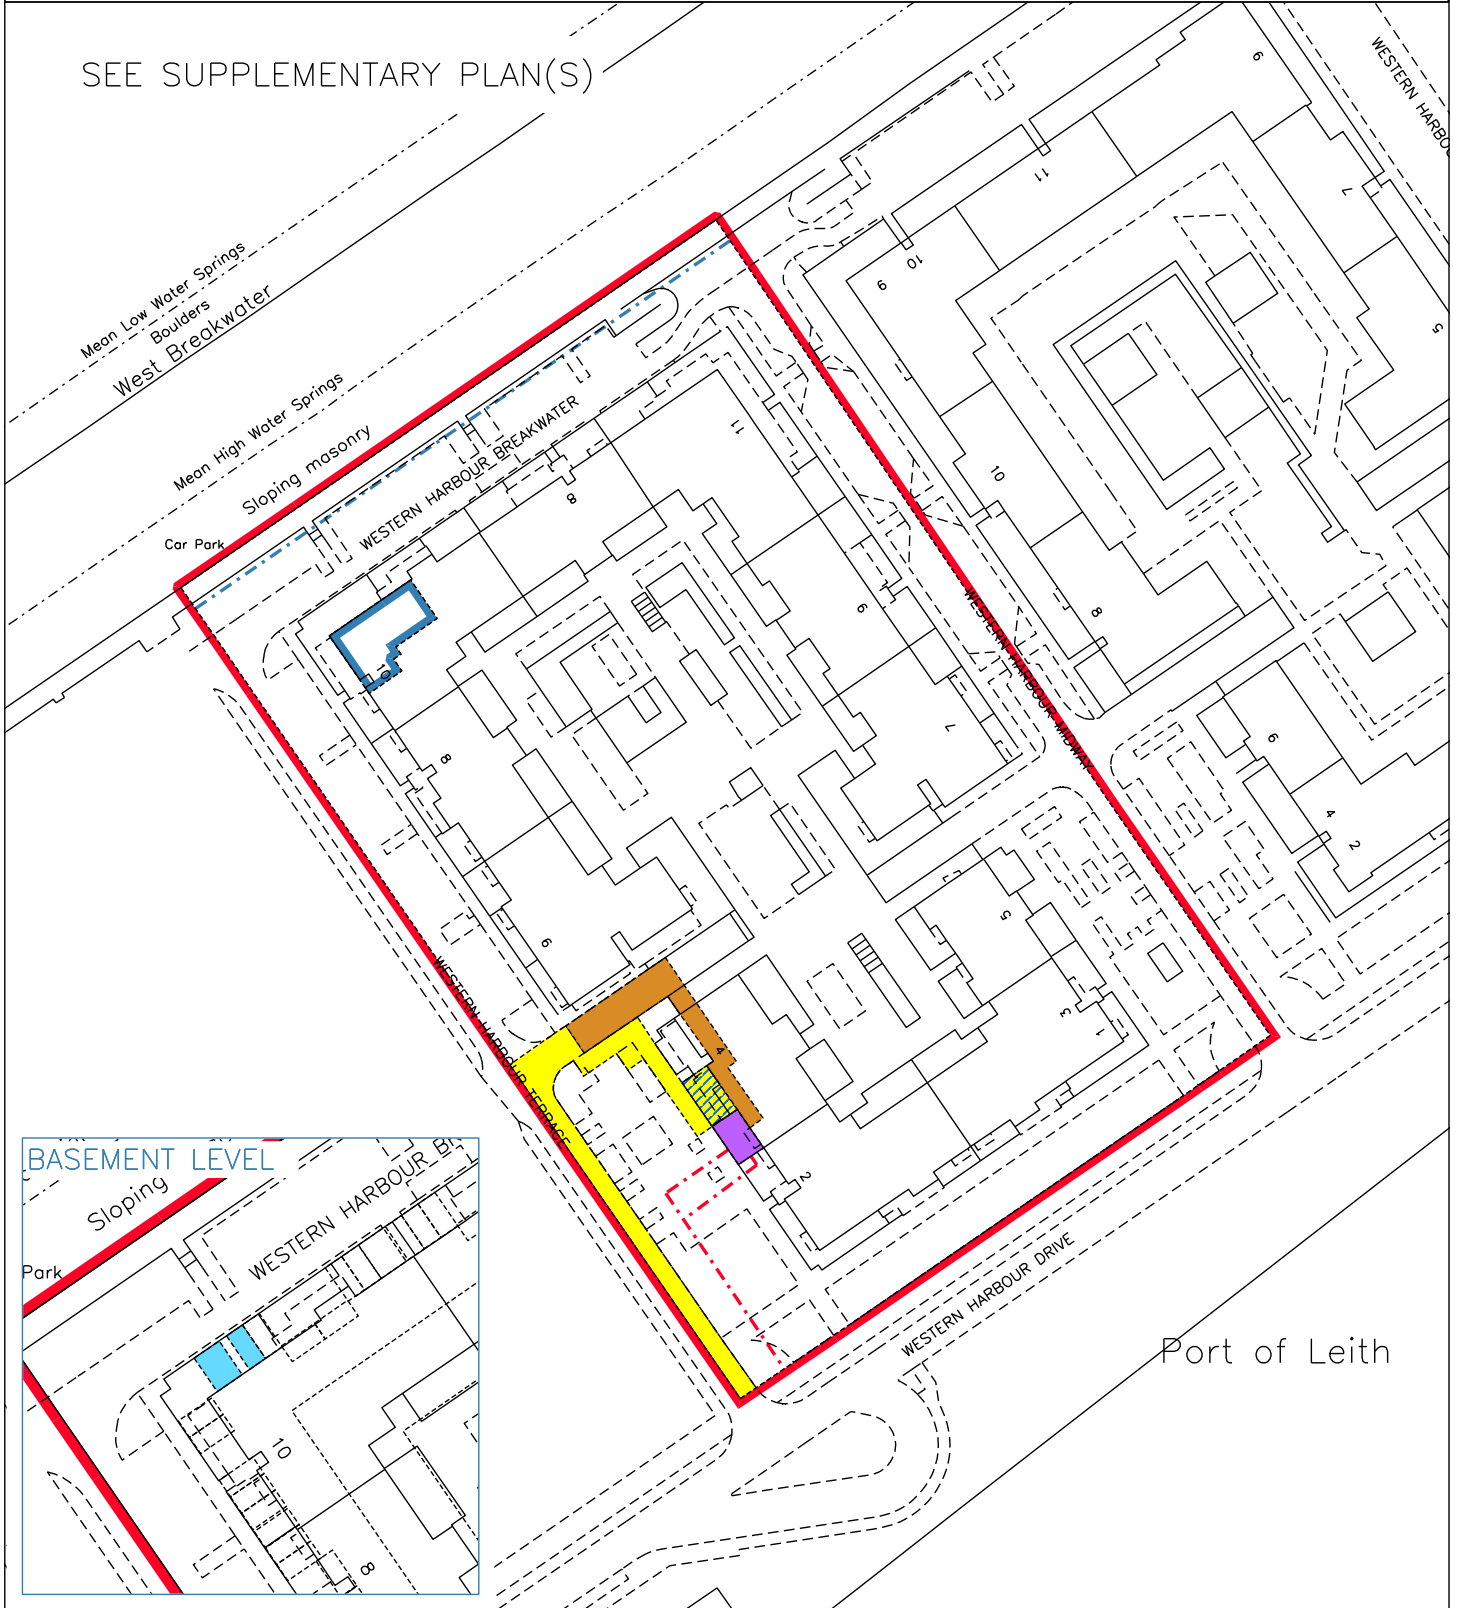 SEE SUPPLEMENTARY PLAN(S)
WESTERN HARBO
Mean Low Water Springs
Boulders
West Breakwater
Mean High Water Springs
Sloping masonry
Car Park
WESTERN HARBOUR BREAKWATER
6
11
7
10
9
5
11
8
10
10
8
9
8
7
6
6
4
2
5
3
1
4
2
WESTERN HARBOUR MIDWAY
WESTERN HARBOUR TERRACE
WESTERN HARBOUR DRIVE
Port of Leith
BASEMENT LEVEL
Sloping
WESTERN HARBOUR B
Park
10
8